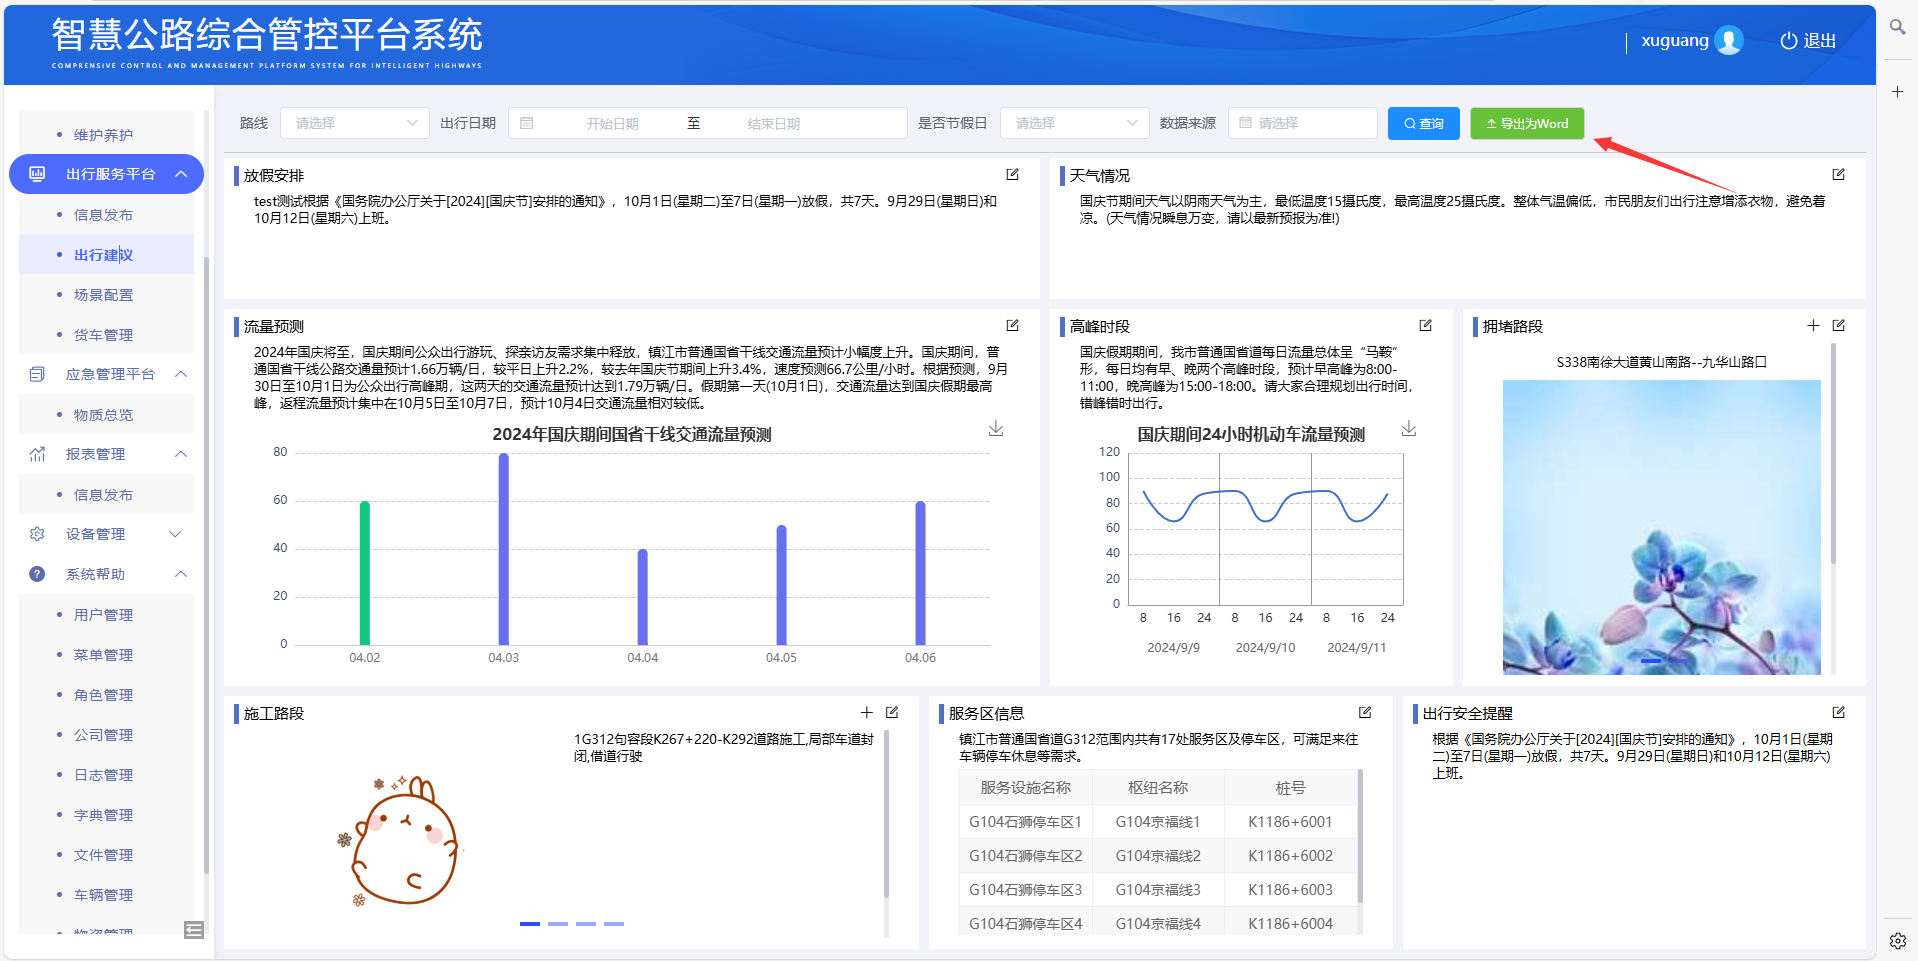 智慧公路综合管控平台系统
COMPRENSIVE CONTROL AND MANAGEMENT PLATFORM SYSTEM FOR INTELLIGENT HIGHWAYS
xuguang
退出
维护养护
出行服务平台
信息发布
出行建议
场景配置
货车管理
应急管理平台
物质总览
报表管理
信息发布
设备管理
系统帮助
用户管理
菜单管理
角色管理
公司管理
日志管理
字典管理
文件管理
车辆管理
路线 请选择 出行日期 开始日期 至 结束日期 是否节假日 请选择 数据来源 请选择 查询 导出为Word
放假安排
test测试根据《国务院办公厅关于[2024][国庆节]安排的通知》，10月1日(星期二)至7日(星期一)放假，共7天。9月29日(星期日)和
10月12日(星期六)上班。
天气情况
国庆节期间天气以阴雨天气为主，最低温度15摄氏度，最高温度25摄氏度。整体气温偏低，市民朋友们出行注意增添衣物，避免着
凉。(天气情况瞬息万变，请以最新预报为准!)
流量预测
2024年国庆将至，国庆期间公众出行游玩、探亲访友需求集中释放，镇江市普通国省干线交通流量预计小幅度上升。国庆期间，普
通国省干线公路交通量预计1.66万辆/日，较平日上升2.2%，较去年国庆节期间上升3.4%，速度预测66.7公里/小时。根据预测，9月
30日至10月1日为公众出行高峰期，这两天的交通流量预计达到1.79万辆/日。假期第一天(10月1日)，交通流量达到国庆假期最高
峰，返程流量预计集中在10月5日至10月7日，预计10月4日交通流量相对较低。
2024年国庆期间国省干线交通流量预测
80
60
40
20
0
04.02 04.03 04.04 04.05 04.06
高峰时段
国庆假期期间，我市普通国省道每日流量总体呈“马鞍”
形，每日均有早、晚两个高峰时段，预计早高峰为8:00-
11:00，晚高峰为15:00-18:00。请大家合理规划出行时间，
错峰错时出行。
国庆期间24小时机动车流量预测
120
100
80
60
40
20
0
8 16 24 8 16 24 8 16 24
2024/9/9 2024/9/10 2024/9/11
拥堵路段
S338南徐大道黄山南路--九华山路口
施工路段
1G312句容段K267+220-K292道路施工,局部车道封
闭,借道行驶
服务区信息
镇江市普通国省道G312范围内共有17处服务区及停车区，可满足来往
车辆停车休息等需求。
服务设施名称 枢纽名称 桩号
G104石狮停车区1 G104京福线1 K1186+6001
G104石狮停车区2 G104京福线2 K1186+6002
G104石狮停车区3 G104京福线3 K1186+6003
G104石狮停车区4 G104京福线4 K1186+6004
出行安全提醒
根据《国务院办公厅关于[2024][国庆节]安排的通知》，10月1日(星期
二)至7日(星期一)放假，共7天。9月29日(星期日)和10月12日(星期六)
上班。